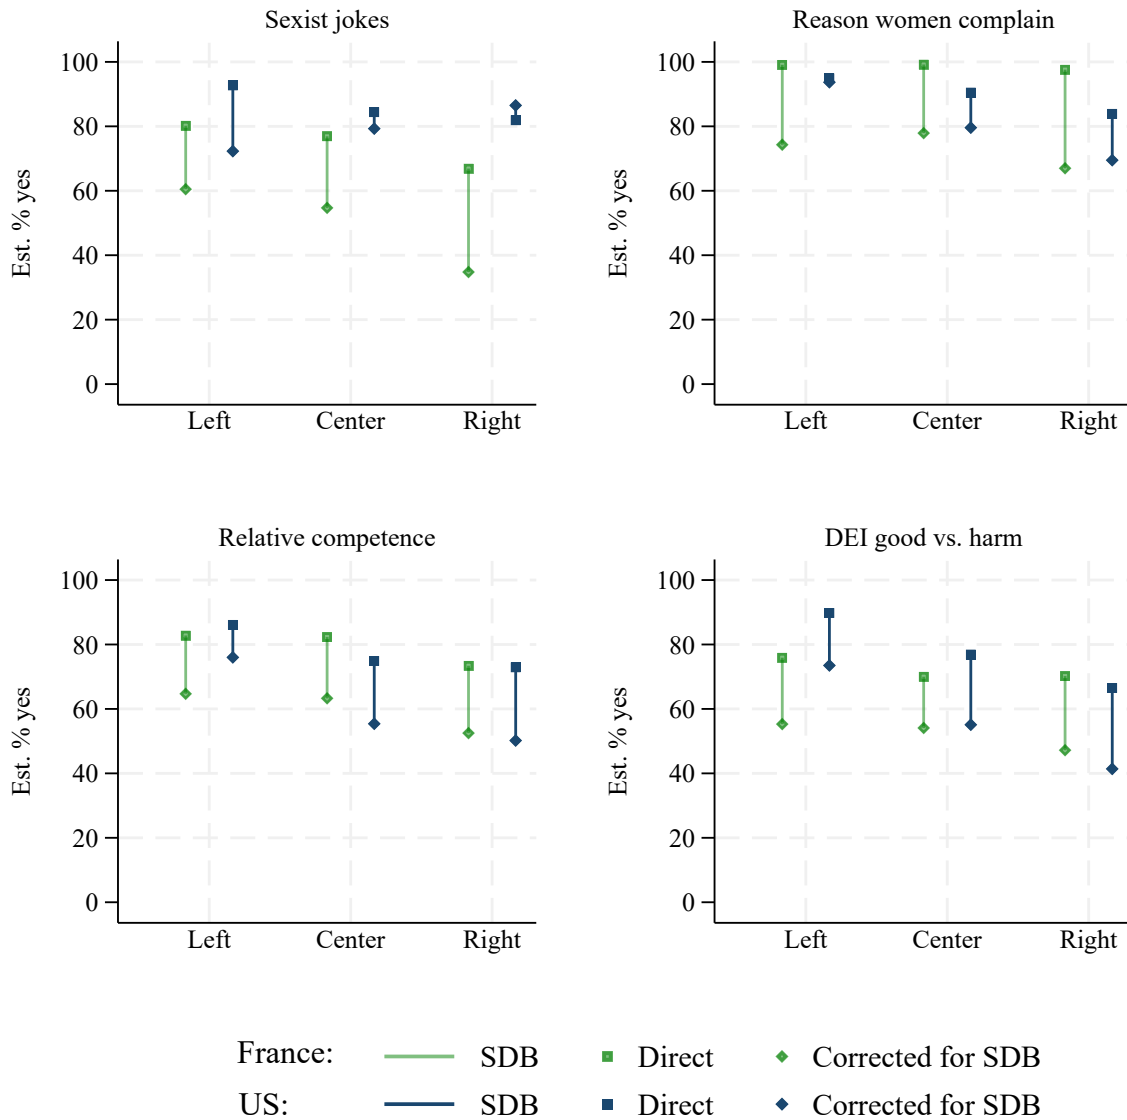 Sexist jokes
Est. % yes
100
80
60
40
20
0
Left Center Right
Reason women complain
Est. % yes
100
80
60
40
20
0
Left Center Right
Relative competence
Est. % yes
100
80
60
40
20
0
Left Center Right
DEI good vs. harm
Est. % yes
100
80
60
40
20
0
Left Center Right
France: SDB Direct Corrected for SDB
US: SDB Direct Corrected for SDB